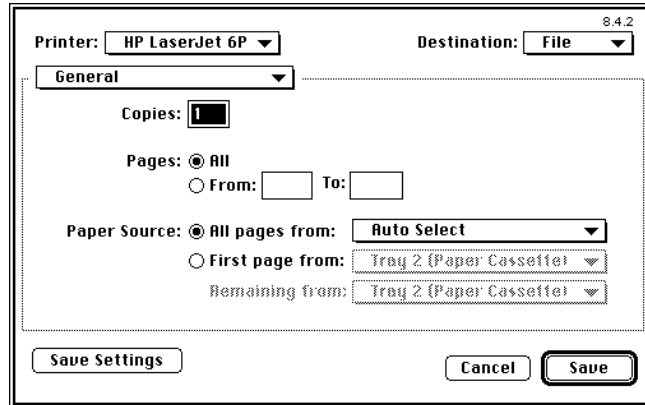 8.4.2
Printer: HP LaserJet 6P Destination: File
General
Copies: 1
Pages: All
From: To:
Paper Source: All pages from: Auto Select
First page from: Tray 2 (Paper Cassette)
Remaining from: Tray 2 (Paper Cassette)
Save Settings Cancel Save